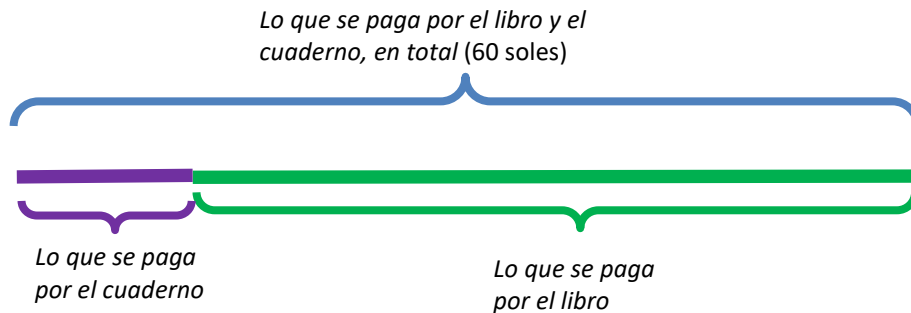 Lo que se paga por el libro y el
cuaderno, en total (60 soles)
Lo que se paga
por el cuaderno
Lo que se paga
por el libro